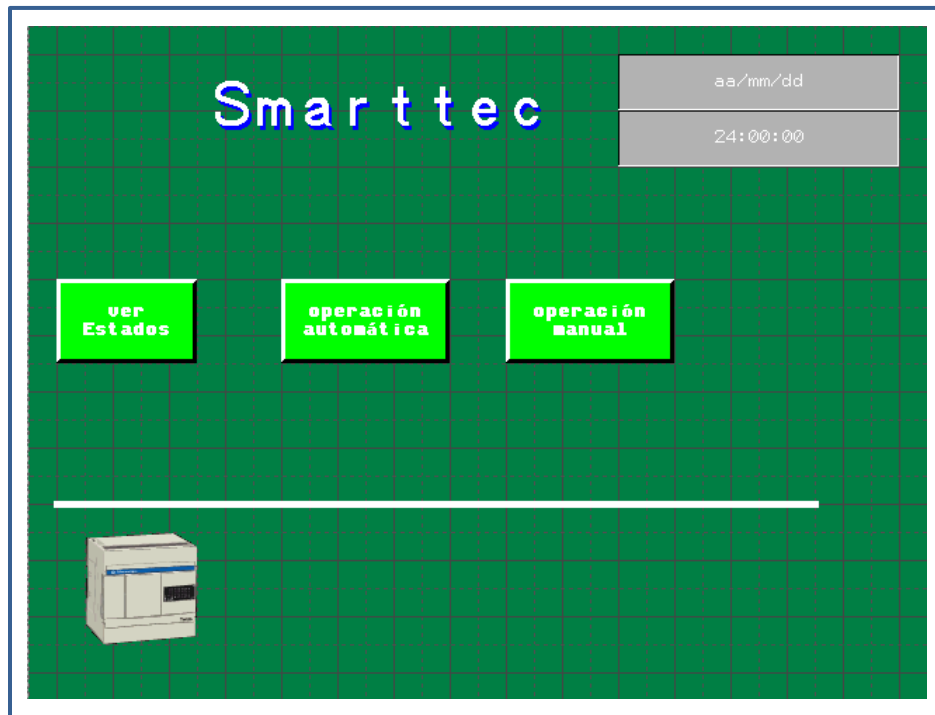 Smarttec
aa/mm/dd
24:00:00
ver
Estados
operación
automática
operación
manual